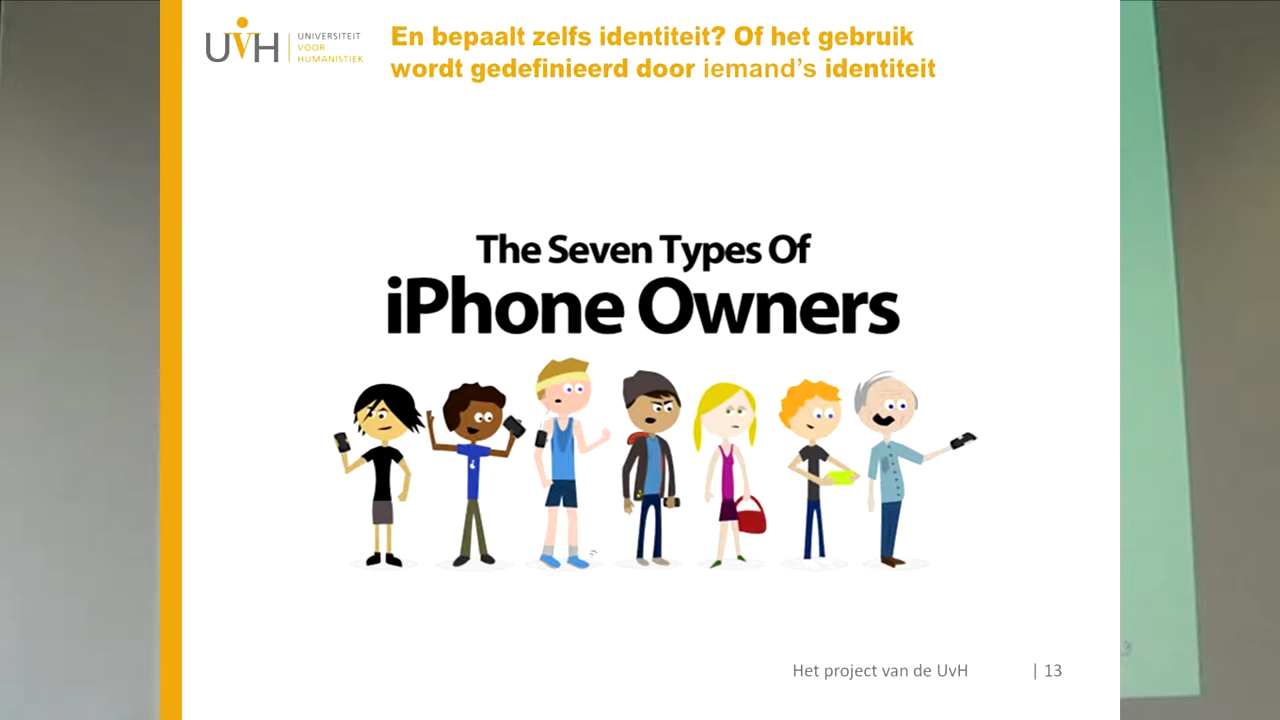 UVH
UNIVERSITEIT
VOOR
HUMANISTIEK
En bepaalt zelfs identiteit? Of het gebruik
wordt gedefinieerd door iemand's identiteit
The Seven Types Of
iPhone Owners
Het project van de UvH | 13